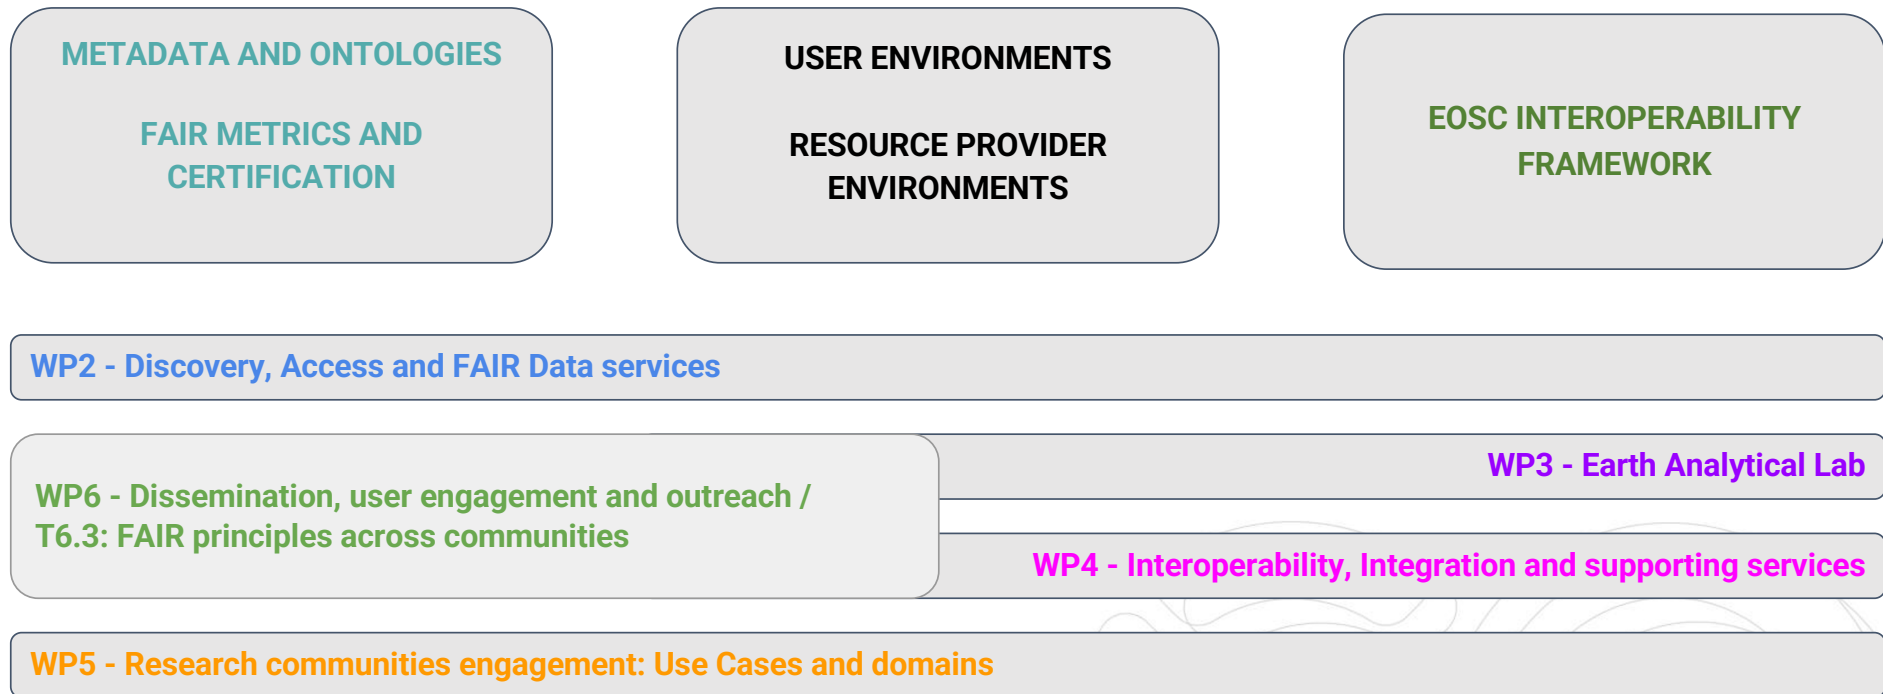 METADATA AND ONTOLOGIES
FAIR METRICS AND
CERTIFICATION
USER ENVIRONMENTS
RESOURCE PROVIDER
ENVIRONMENTS
EOSC INTEROPERABILITY
FRAMEWORK
WP2 - Discovery, Access and FAIR Data services
WP6 - Dissemination, user engagement and outreach /
T6.3: FAIR principles across communities
WP3 - Earth Analytical Lab
WP4 - Interoperability, Integration and supporting services
WP5 - Research communities engagement: Use Cases and domains